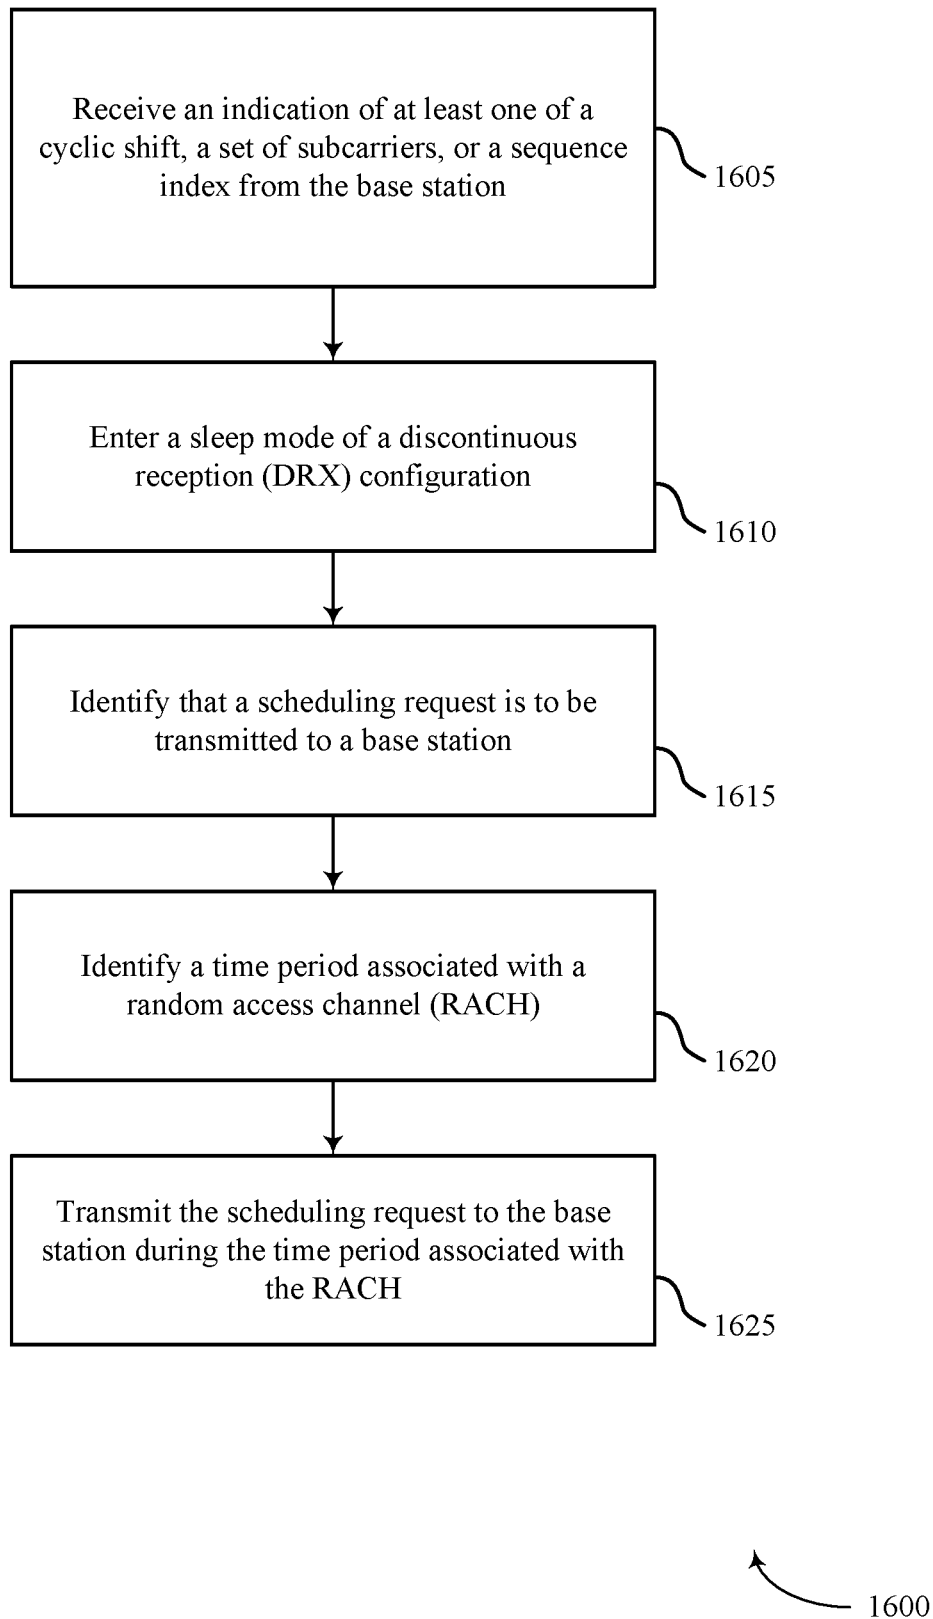 Receive an indication of at least one of a
cyclic shift, a set of subcarriers, or a sequence
index from the base station
1605
Enter a sleep mode of a discontinuous
reception (DRX) configuration
1610
Identify that a scheduling request is to be
transmitted to a base station
1615
Identify a time period associated with a
random access channel (RACH)
1620
Transmit the scheduling request to the base
station during the time period associated with
the RACH
1625
1600